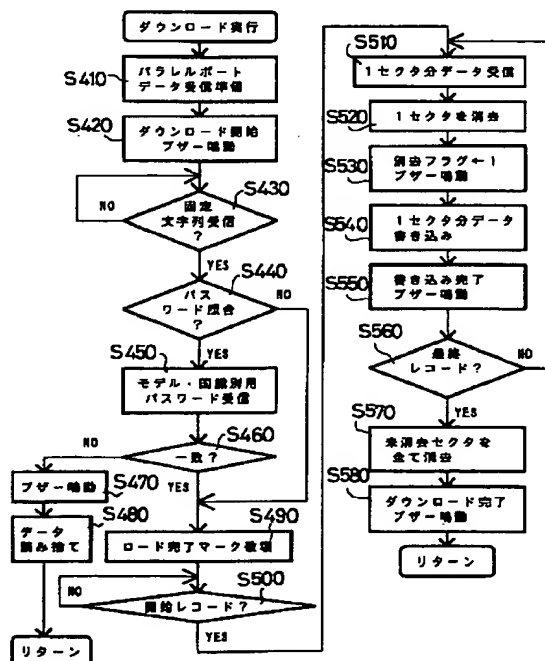 ダウンロード実行
S410
パラレルポート
データ受信準備
S420
ダウンロード開始
ブザー鳴動
S430
NO
固定
文字列受信
?
YES
S440
パス
ワード照合
?
NO
YES
S450
モデル・国識別用
パスワード受信
S460
NO
一致?
YES
S470
ブザー鳴動
S480
データ
読み捨て
リターン
S490
ロード完了マーク破壊
S500
NO
開始レコード?
YES
S510
1セクタ分データ受信
S520
1セクタを消去
S530
消去フラグ←1
ブザー鳴動
S540
1セクタ分データ
書き込み
S550
書き込み完了
ブザー鳴動
S560
最終
レコード?
NO
YES
S570
未消去セクタを
全て消去
S580
ダウンロード完了
ブザー鳴動
リターン